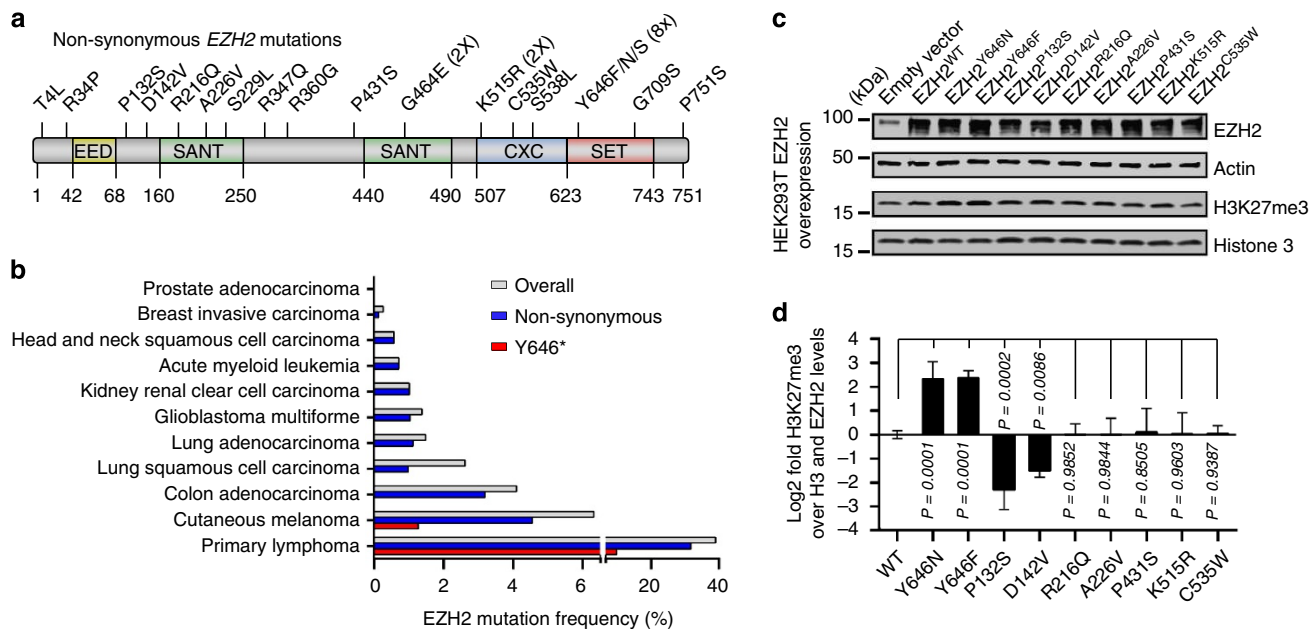 a
Non-synonymous EZH2 mutations
T4L
R34P
P132S
D142V
R216Q
A226V
S229L
R347Q
R360G
P431S
G464E (2X)
K515R (2X)
C535W
S538L
Y646F/N/S (8x)
G709S
P751S
EED SANT SANT CXC SET
1 42 68 160 250 440 490 507 623 743 751
b
Prostate adenocarcinoma
Breast invasive carcinoma
Head and neck squamous cell carcinoma
Acute myeloid leukemia
Kidney renal clear cell carcinoma
Glioblastoma multiforme
Lung adenocarcinoma
Lung squamous cell carcinoma
Colon adenocarcinoma
Cutaneous melanoma
Primary lymphoma
Overall
Non-synonymous
Y646*
0 2 4 6 20 40
EZH2 mutation frequency (%)
c
HEK293T EZH2
overexpression
(kDa)
Empty vector
EZH2WT
EZH2Y646N
EZH2Y646F
EZH2P132S
EZH2D142V
EZH2R216Q
EZH2A226V
EZH2P431S
EZH2K515R
EZH2C535W
100
EZH2
50
Actin
15
H3K27me3
15
Histone 3
d
Log2 fold H3K27me3
over H3 and EZH2 levels
4
3
2
1
0
–1
–2
–3
–4
P = 0.0001
P = 0.0001
P = 0.0002
P = 0.0086
P = 0.9852
P = 0.9844
P = 0.8505
P = 0.9603
P = 0.9387
WT
Y646N
Y646F
P132S
D142V
R216Q
A226V
P431S
K515R
C535W